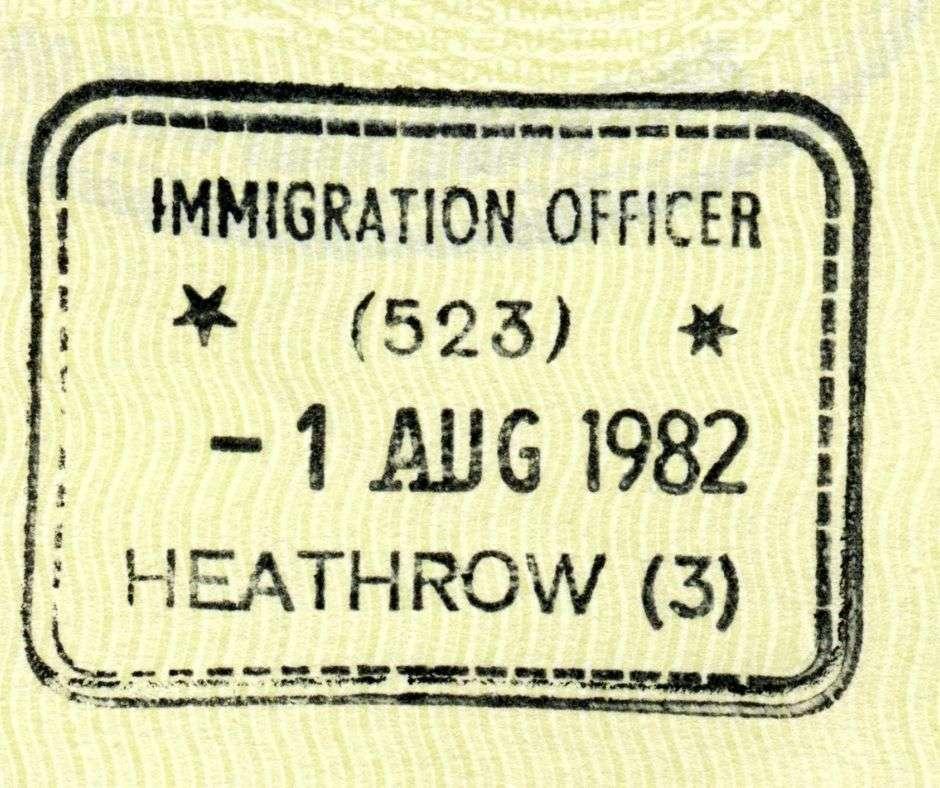 IMMIGRATION OFFICER
★ (523) ✶
- 1 AUG 1982
HEATHROW (3)